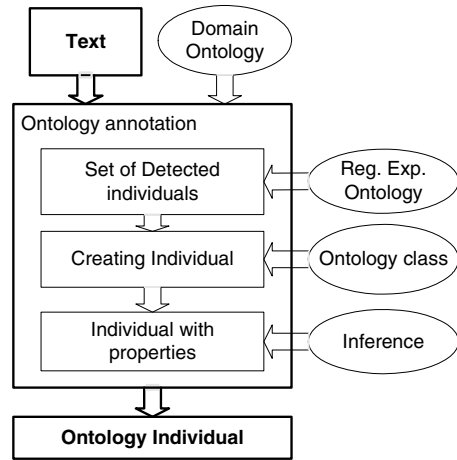 Text
Domain
Ontology
Ontology annotation
Set of Detected
individuals
Reg. Exp.
Ontology
Creating Individual
Ontology class
Individual with
properties
Inference
Ontology Individual